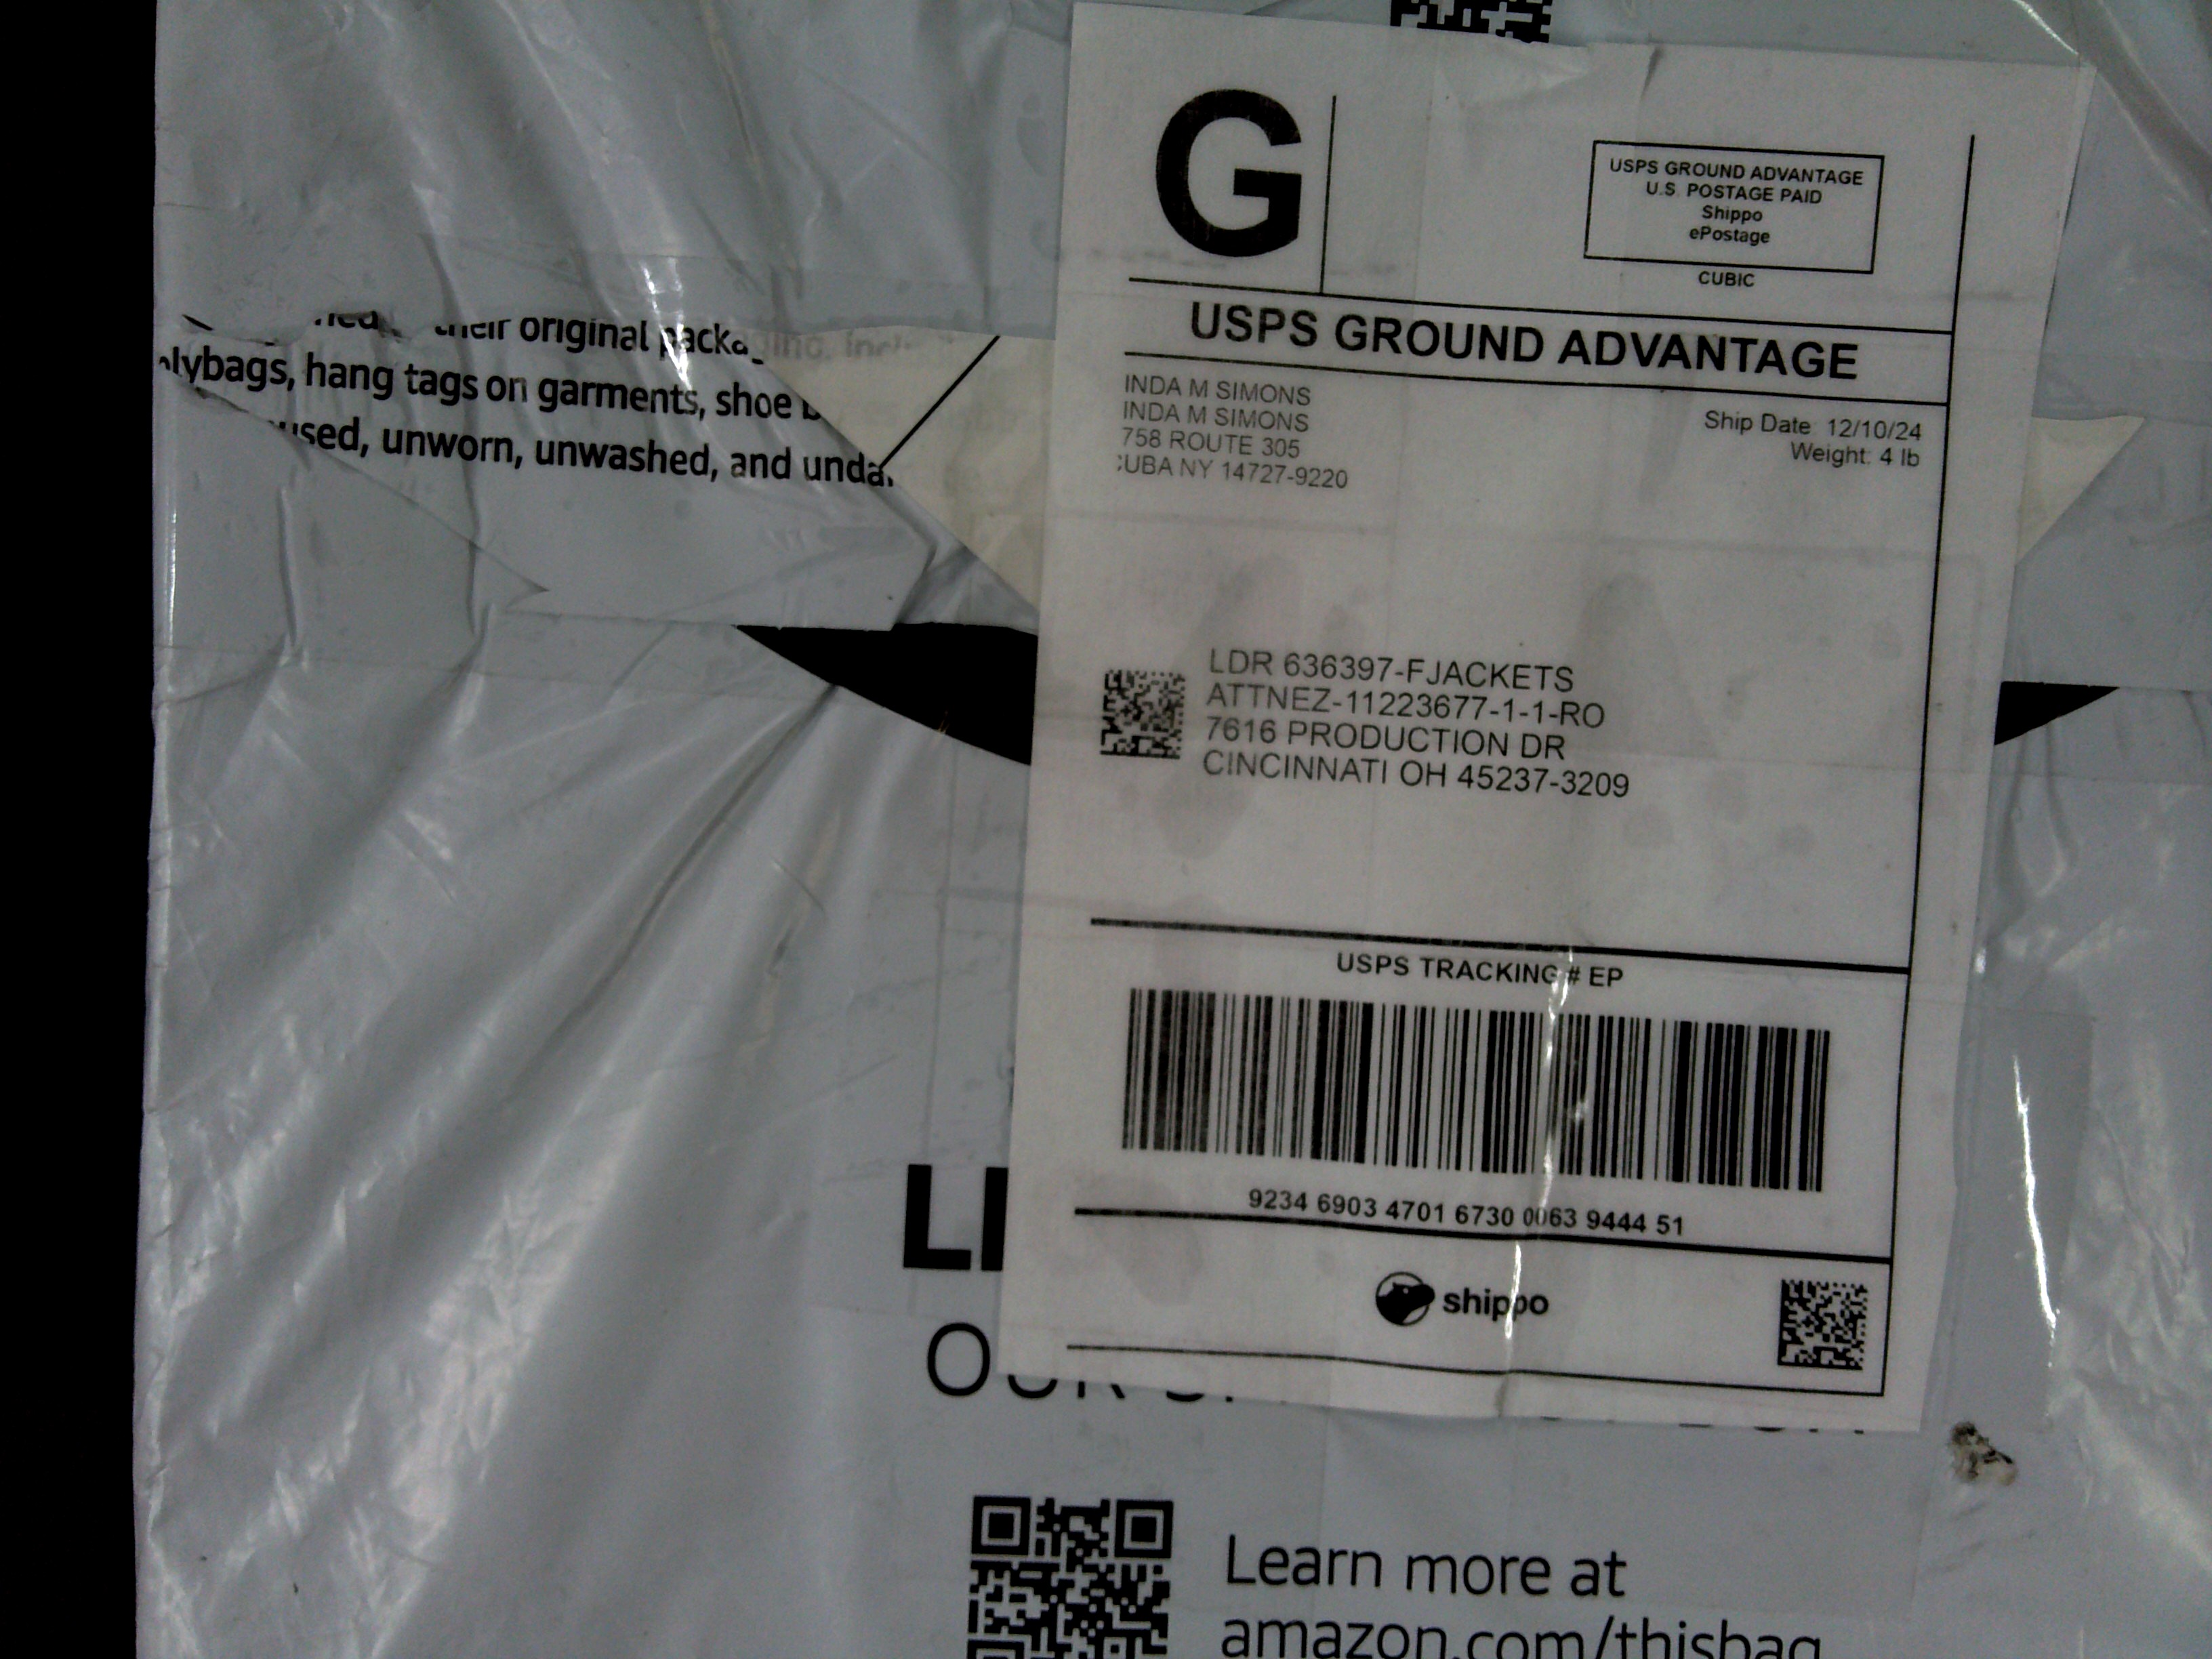 their original packa
lybags, hang tags on garments, shoe b
used, unworn, unwashed, and unda
G
USPS GROUND ADVANTAGE
U.S. POSTAGE PAID
Shippo
ePostage
CUBIC
USPS GROUND ADVANTAGE
INDA M SIMONS
INDA M SIMONS
758 ROUTE 305
UBA NY 14727-9220
Ship Date: 12/10/24
Weight: 4 lb
LDR 636397-FJACKETS
ATTNEZ-11223677-1-1-RO
7616 PRODUCTION DR
CINCINNATI OH 45237-3209
USPS TRACKING # EP
9234 6903 4701 6730 0063 9444 51
shippo
LI
Learn more at
amazon.com/thisbag